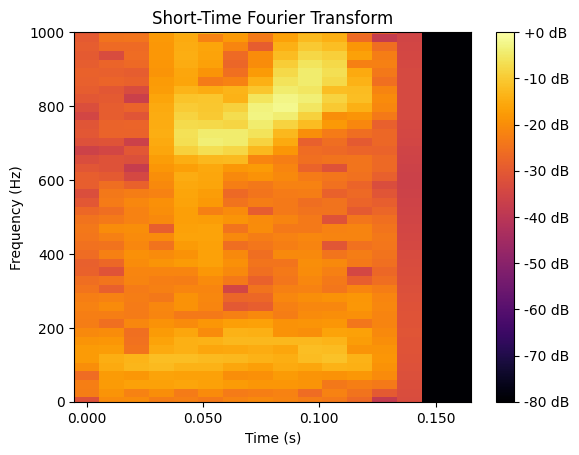 Short-Time Fourier Transform
1000
800
600
400
200
0
Frequency (Hz)
0.000
0.050
0.100
0.150
Time (s)
+0 dB
-10 dB
-20 dB
-30 dB
-40 dB
-50 dB
-60 dB
-70 dB
-80 dB